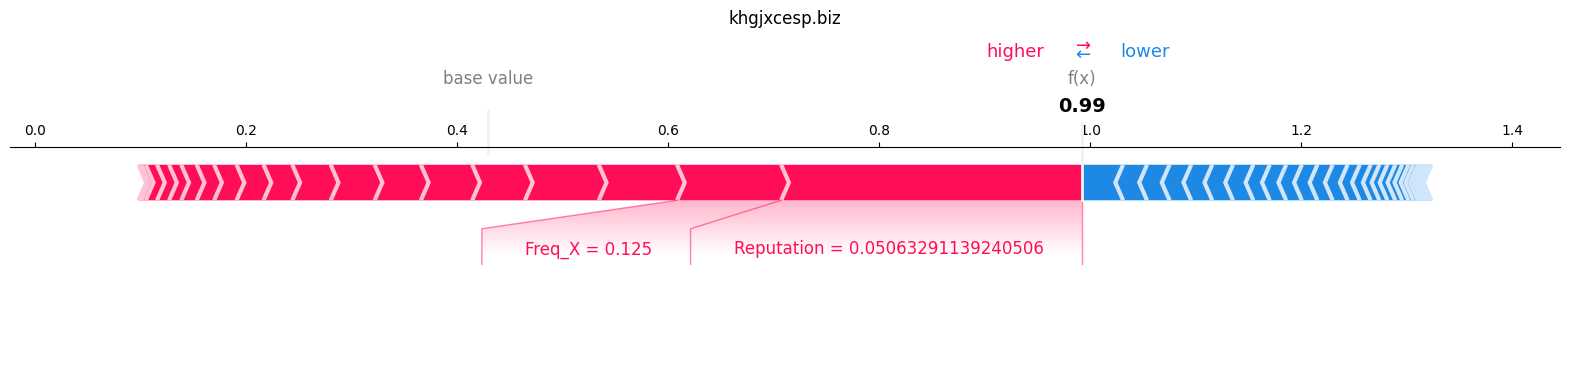 khgjxcesp.biz
higher ⇄ lower
base value
f(x)
0.99
0.0 0.2 0.4 0.6 0.8 1.0 1.2 1.4
Freq_X = 0.125
Reputation = 0.05063291139240506